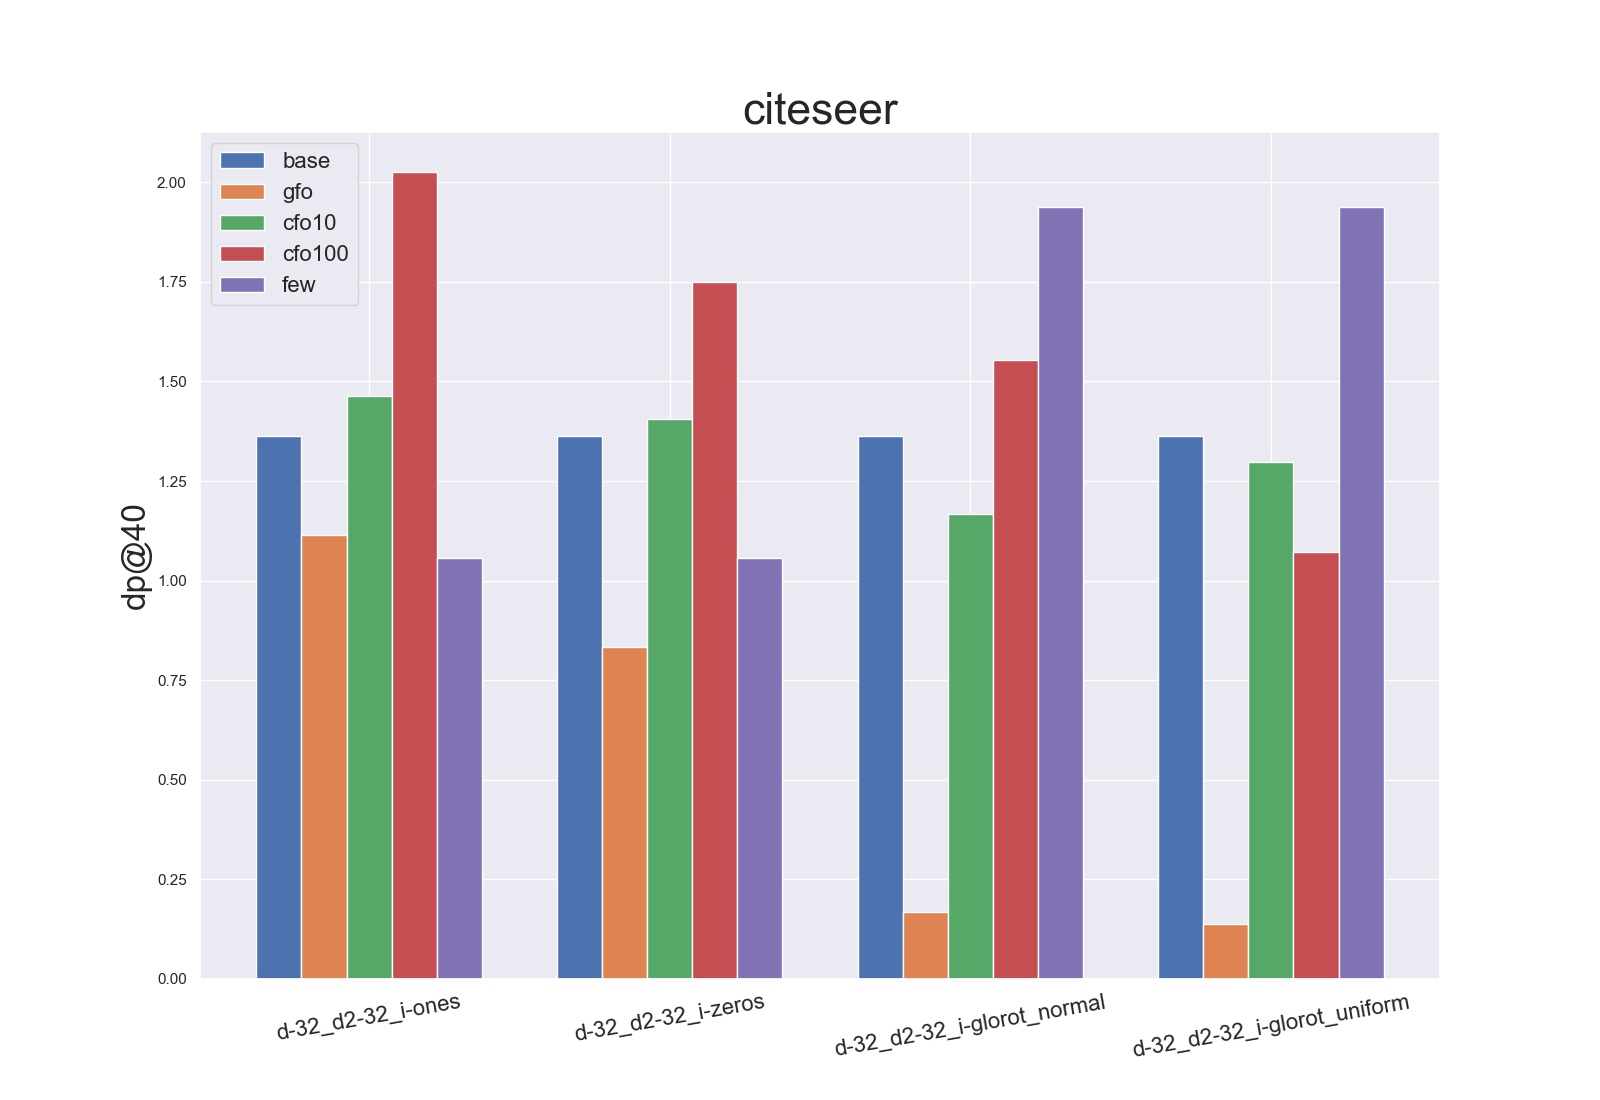 citeseer
base
gfo
cfo10
cfo100
few
dp@40
2.00
1.75
1.50
1.25
1.00
0.75
0.50
0.25
0.00
d-32_d2-32_i-ones
d-32_d2-32_i-zeros
d-32_d2-32_i-glorot_normal
d-32_d2-32_i-glorot_uniform